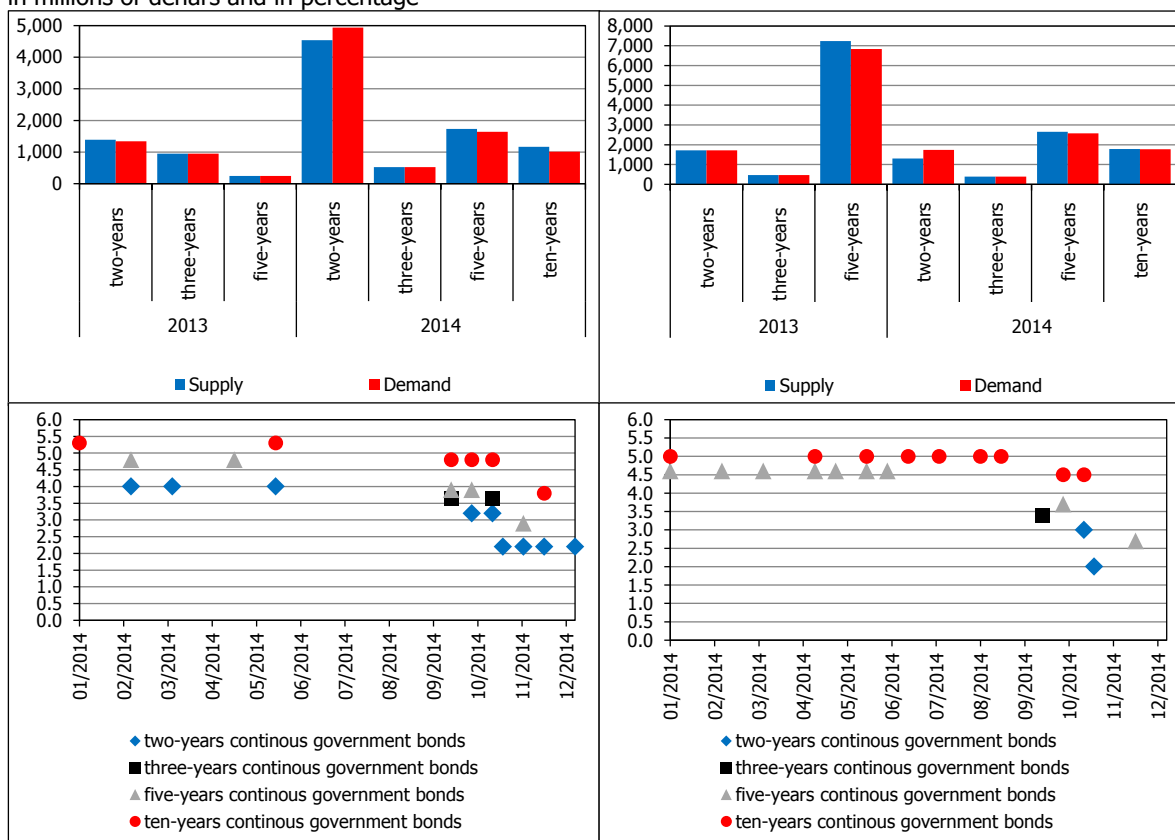 in millions of denars and in percentage
5,000
4,000
3,000
2,000
1,000
0
two-years
three-years
five-years
two-years
three-years
five-years
ten-years
2013
2014
Supply
Demand
8,000
7,000
6,000
5,000
4,000
3,000
2,000
1,000
0
two-years
three-years
five-years
two-years
three-years
five-years
ten-years
2013
2014
Supply
Demand
6.0
5.5
5.0
4.5
4.0
3.5
3.0
2.5
2.0
1.5
1.0
0.5
0.0
01/2014
02/2014
03/2014
04/2014
05/2014
06/2014
07/2014
08/2014
09/2014
10/2014
11/2014
12/2014
two-years continous government bonds
three-years continous government bonds
five-years continous government bonds
ten-years continous government bonds
6.0
5.5
5.0
4.5
4.0
3.5
3.0
2.5
2.0
1.5
1.0
0.5
0.0
01/2014
02/2014
03/2014
04/2014
05/2014
06/2014
07/2014
08/2014
09/2014
10/2014
11/2014
12/2014
two-years continous government bonds
three-years continous government bonds
five-years continous government bonds
ten-years continous government bonds